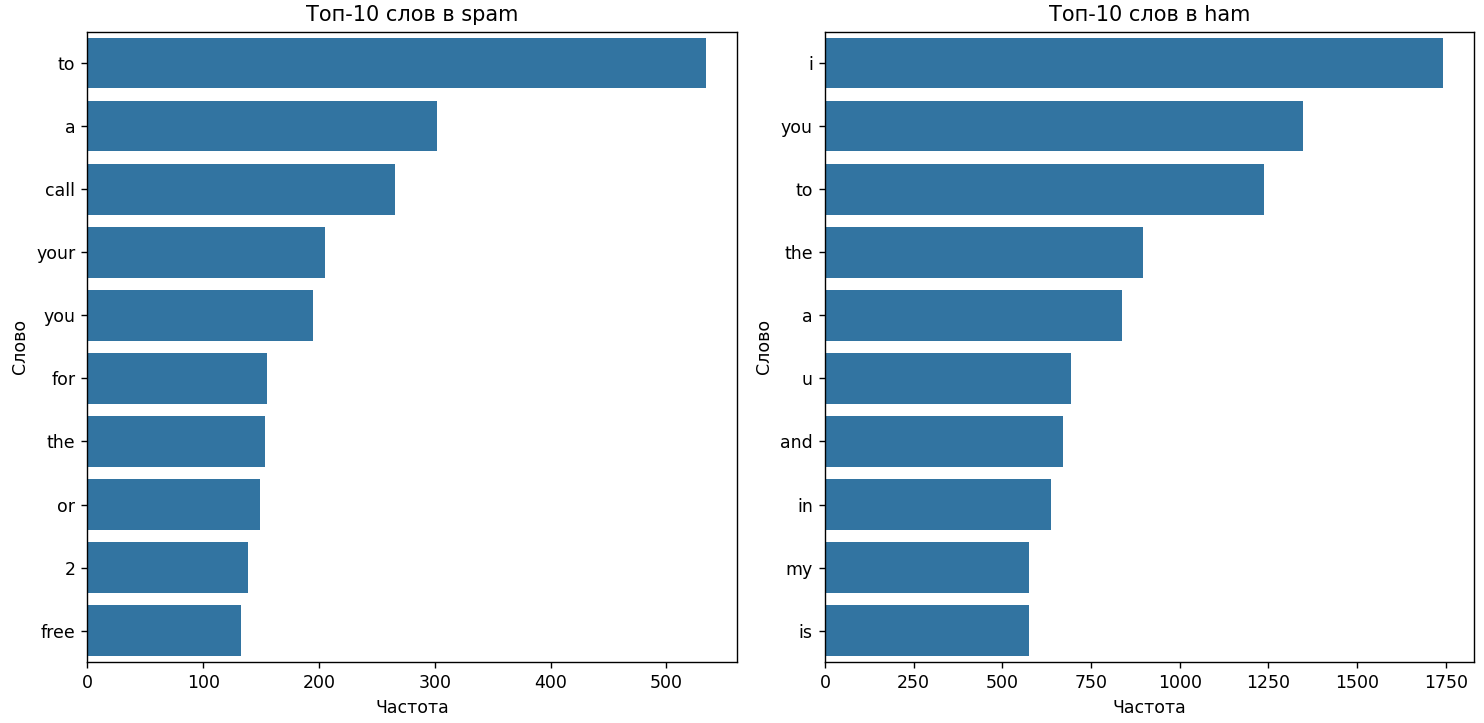 Топ-10 слов в spam
to
a
call
your
you
for
the
or
2
free
Слово
0 100 200 300 400 500
Частота
Топ-10 слов в ham
i
you
to
the
a
u
and
in
my
is
Слово
0 250 500 750 1000 1250 1500 1750
Частота